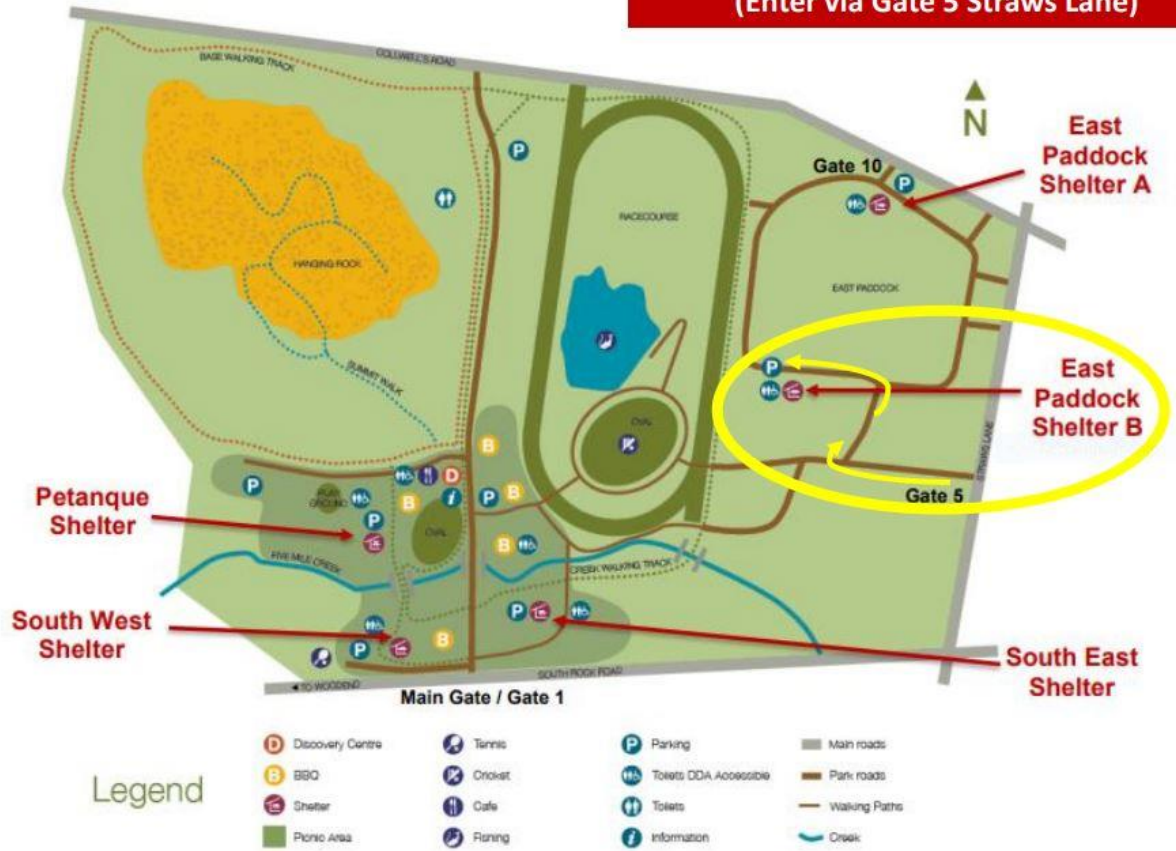 (Enter via Gate 5 Straws Lane)
COLLWELL'S ROAD
BASE WALKING TRACK
N
East
Paddock
Shelter A
Gate 10
RACECOURSE
HANGING ROCK
EAST PADDOCK
SUMMIT WALK
East
Paddock
Shelter B
OVAL
STRAWS LANE
Gate 5
Petanque
Shelter
PLAY
GROUND
OVAL
FIVE MILE CREEK
CREEK WALKING TRACK
South West
Shelter
South East
Shelter
SOUTH ROCK ROAD
TO WOODEND
Main Gate / Gate 1
Legend
D Discovery Centre
B BBQ
Shelter
Picnic Area
Tennis
Cricket
Cafe
Fishing
P Parking
Toilets DDA Accessible
Toilets
i Information
Main roads
Park roads
Walking Paths
Creek